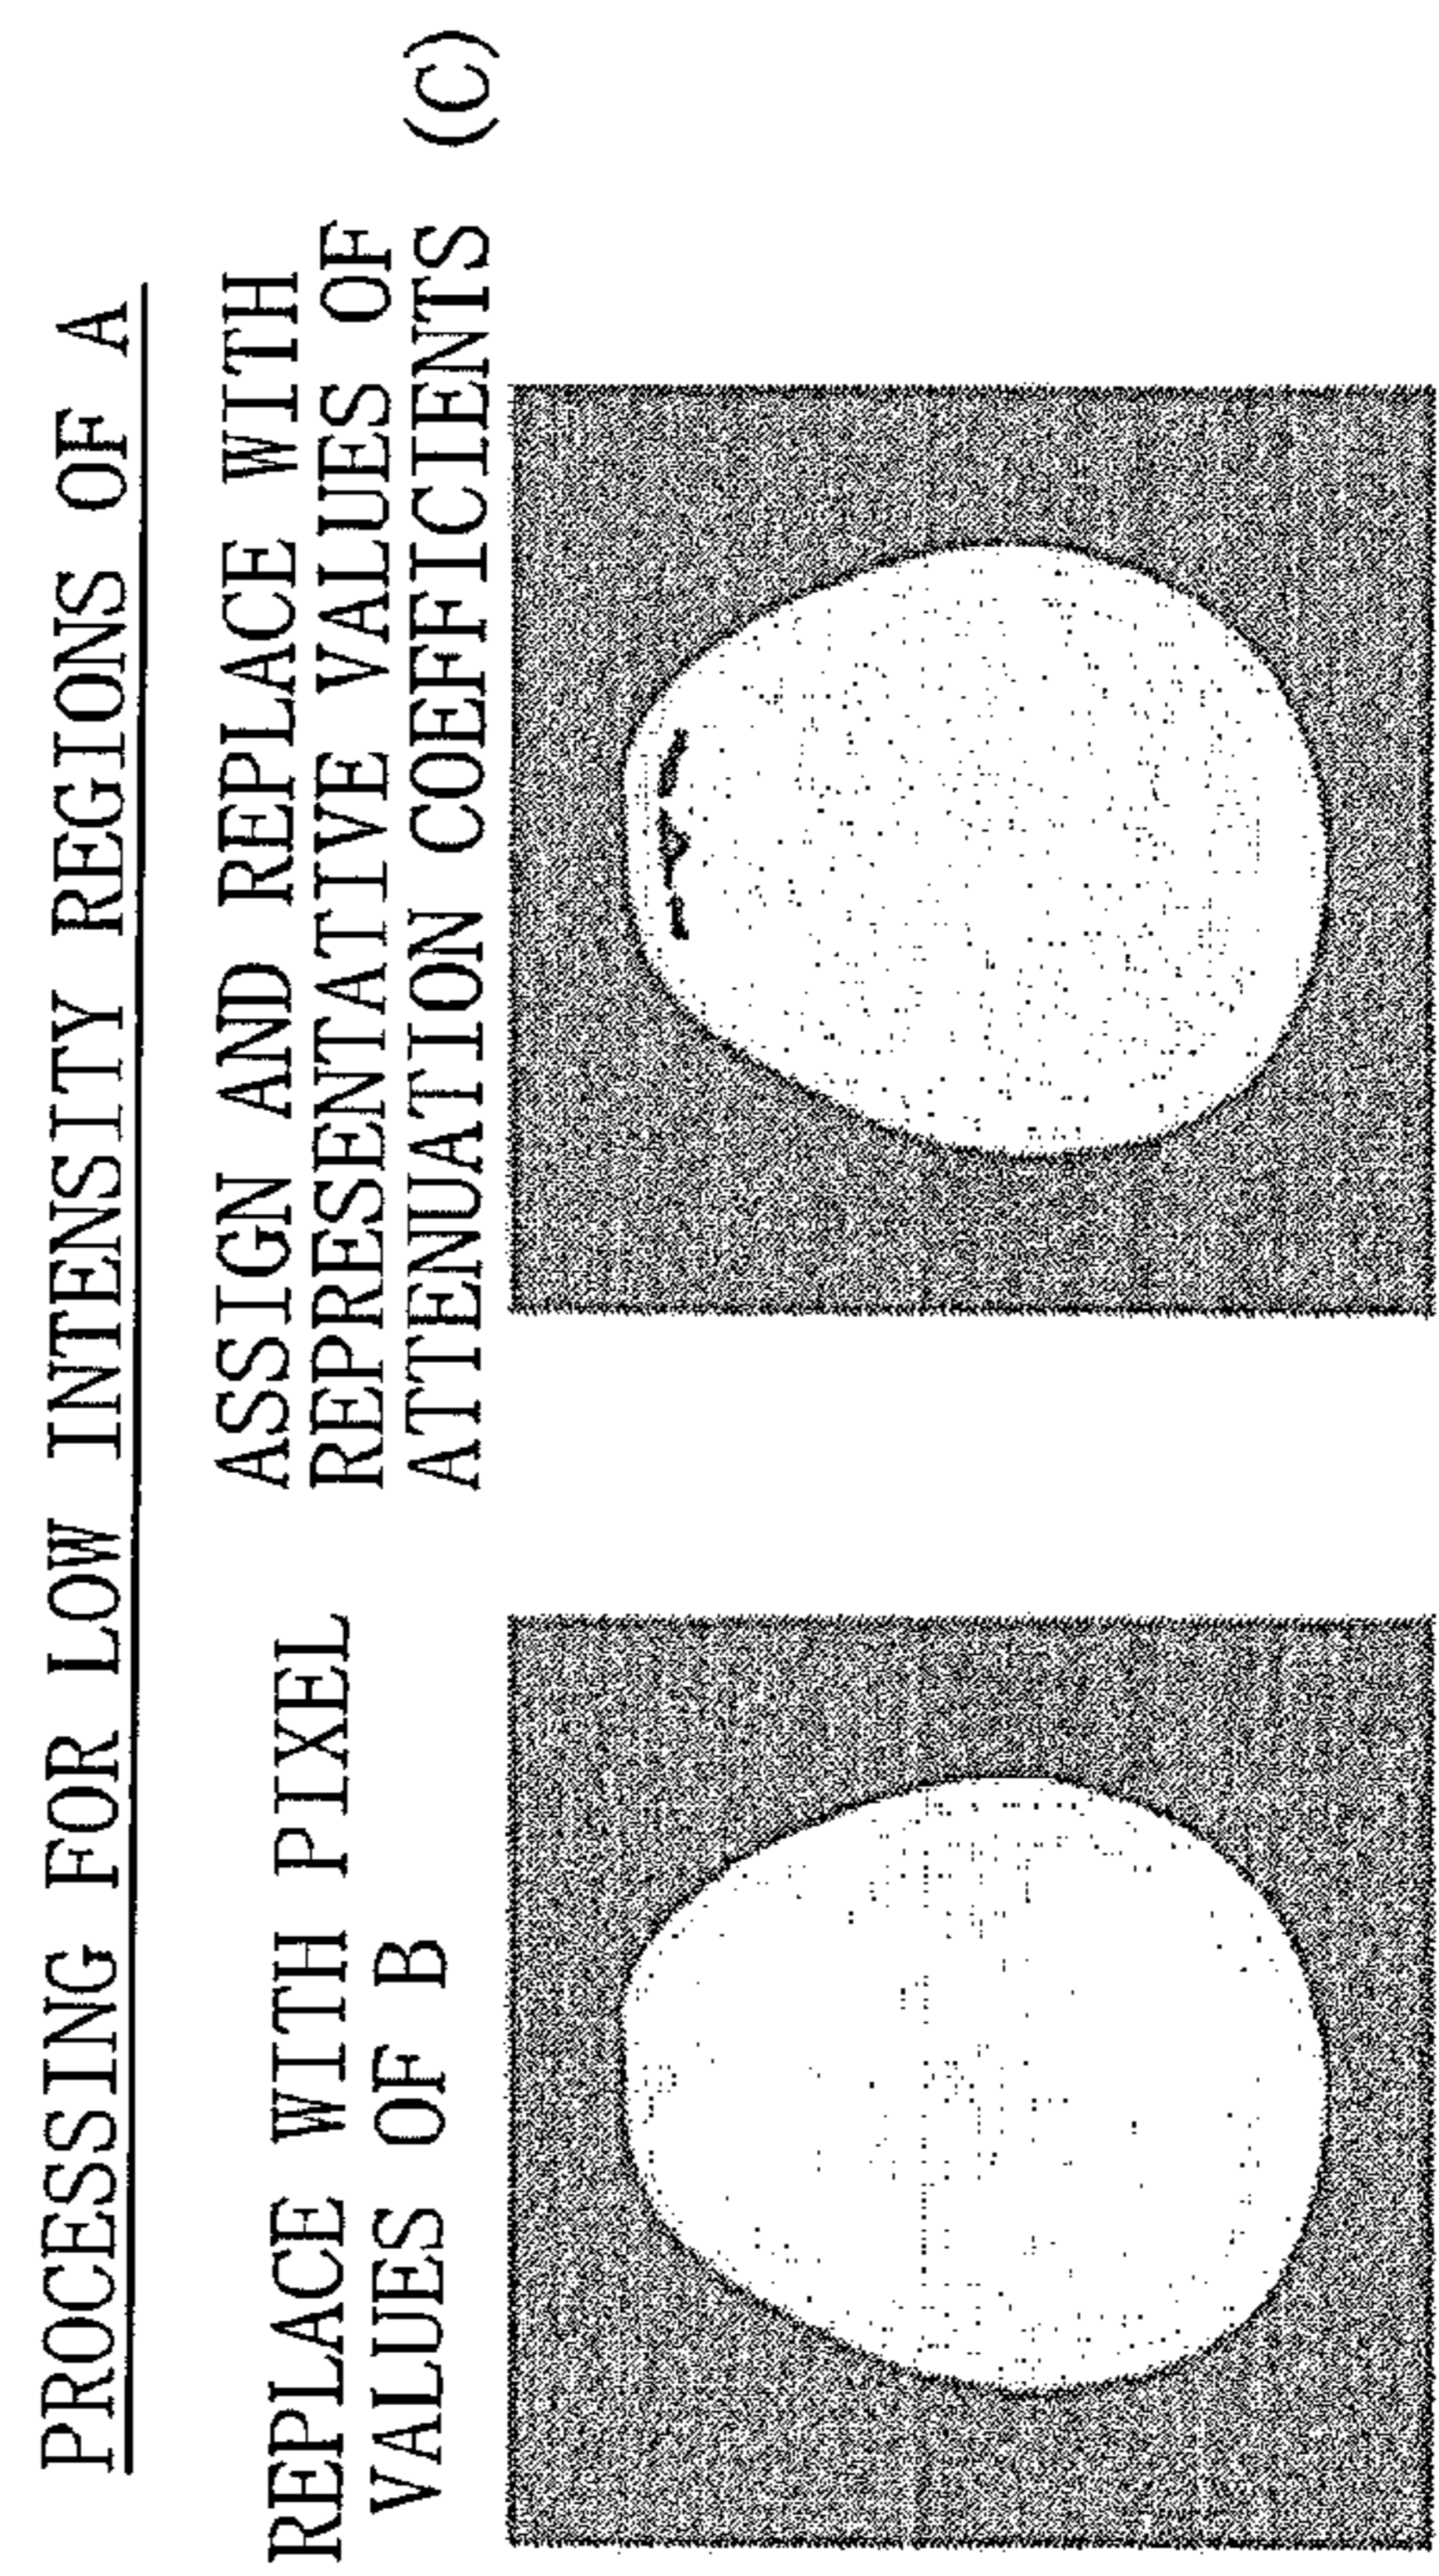 PROCESSING FOR LOW INTENSITY REGIONS OF A
REPLACE WITH PIXEL
VALUES OF B
ASSIGN AND REPLACE WITH
REPRESENTATIVE VALUES OF
ATTENUATION COEFFICIENTS (C)